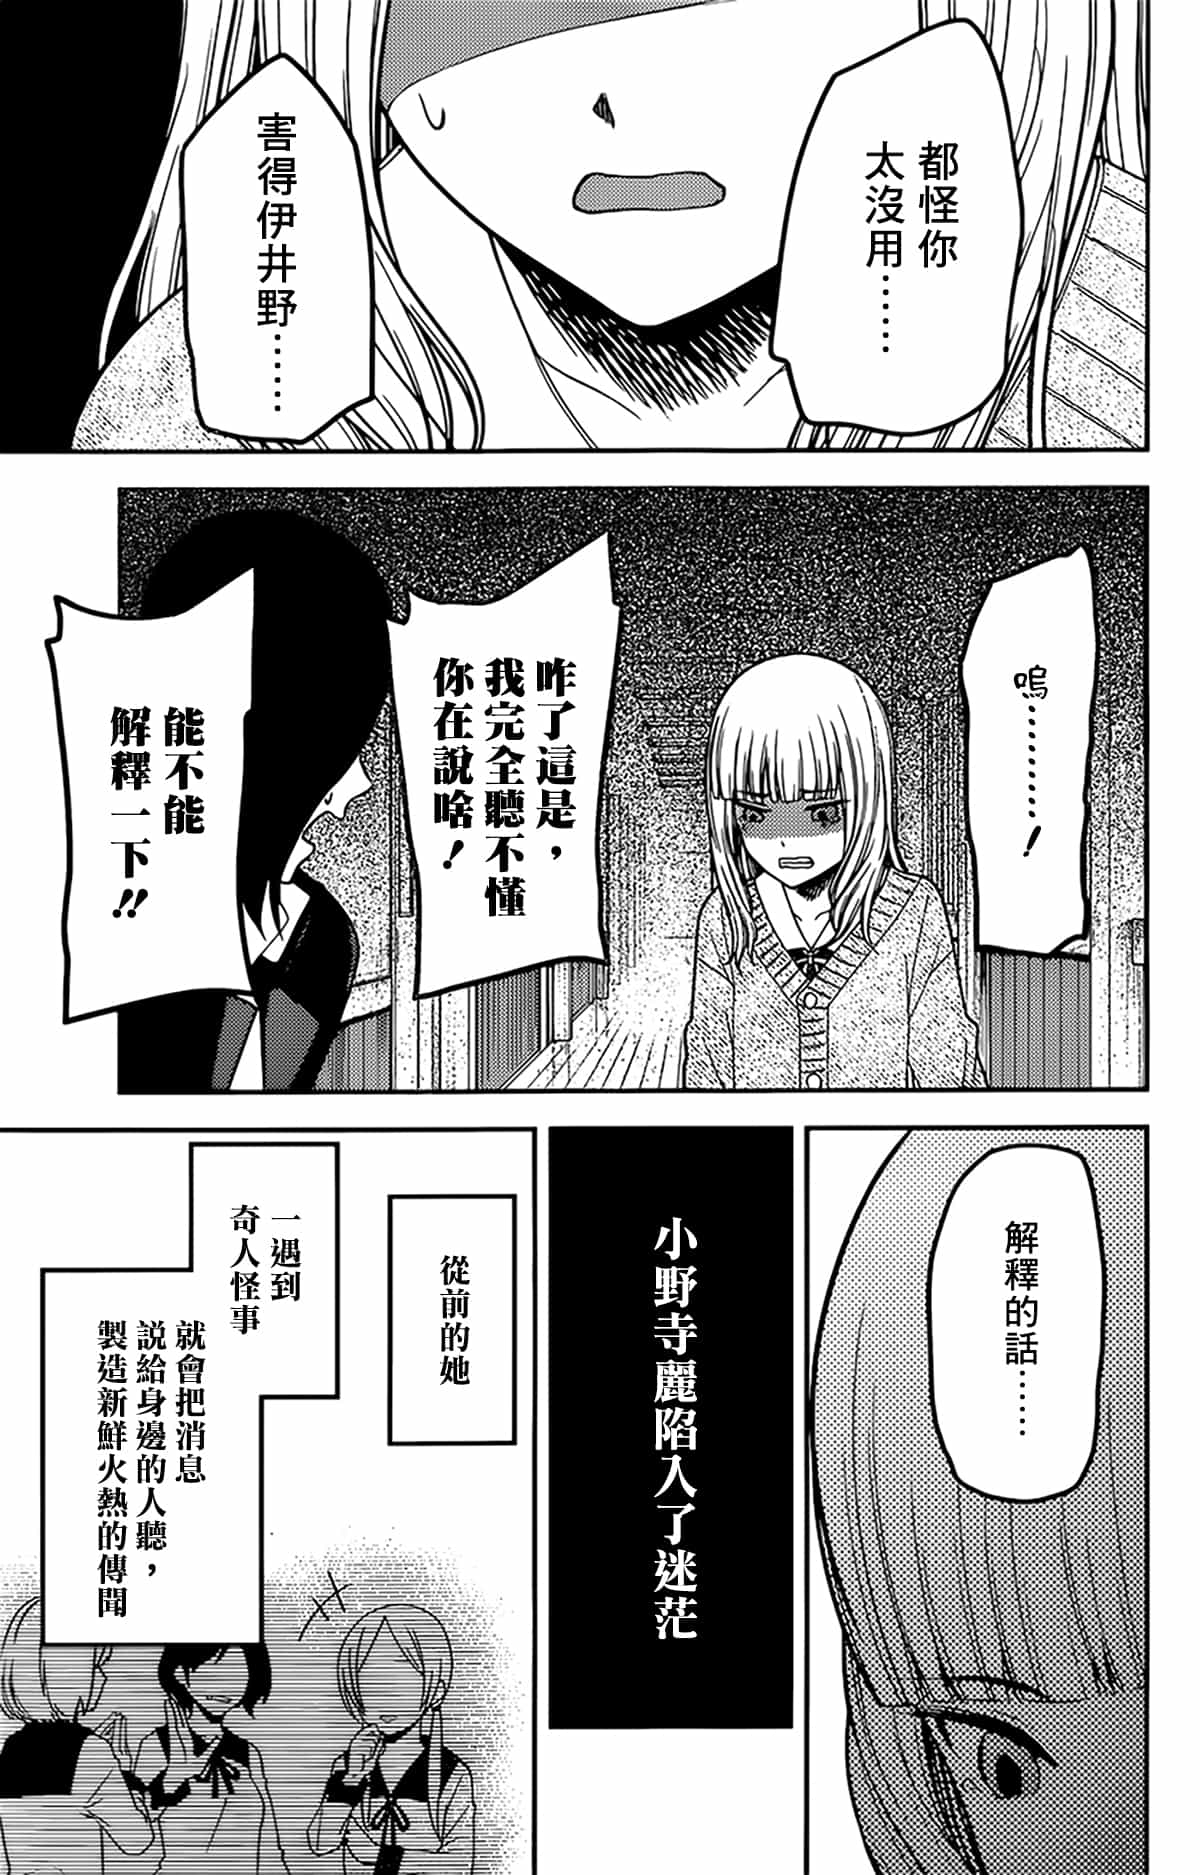 都怪你
太沒用……
害得伊井野……
嗚………！
咋了這是，
我完全聽不懂
你在說啥！
能不能
解釋一下!!
解釋的話……
小野寺麗陷入了迷茫
從前的她
一遇到
奇人怪事
就會把消息
説給身邊的人聽，
製造新鮮火熱的傳聞